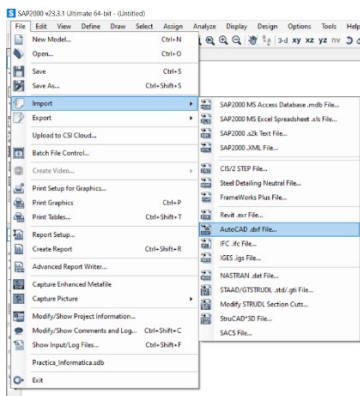 SAP2000 v23.3.1 Ultimate 64-bit - (Untitled)
File Edit View Define Draw Select Assign Analyze Display Design Options Tools Help
3-d xy xz yz nv
New Model... Ctrl+N
Open... Ctrl+O
Save Ctrl+S
Save As... Ctrl+Shift+S
Import
Export
Upload to CSI Cloud...
Batch File Control...
Create Video...
Print Setup for Graphics...
Print Graphics Ctrl+P
Print Tables... Ctrl+Shift+T
Report Setup...
Create Report Ctrl+Shift+R
Advanced Report Writer...
Capture Enhanced Metafile
Capture Picture
Modify/Show Project Information...
Modify/Show Comments and Log... Ctrl+Shift+C
Show Input/Log Files... Ctrl+Shift+F
Practica_Informatica.sdb
Exit
SAP2000 MS Access Database .mdb File...
SAP2000 MS Excel Spreadsheet .xls File...
SAP2000 .s2k Text File...
SAP2000 .XML File...
CIS/2 STEP File...
Steel Detailing Neutral File...
FrameWorks Plus File...
Revit .exr File...
AutoCAD .dxf File...
IFC .ifc File...
IGES .igs File...
NASTRAN .dat File...
STAAD/GTSTRUDL .std/.gti File...
Modify STRUDL Section Cuts...
StruCAD*3D File...
SACS File...